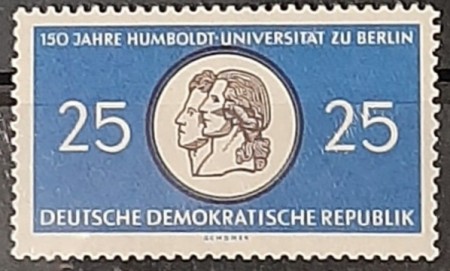 150 JAHRE HUMBOLDT-UNIVERSITÄT ZU BERLIN
25 25
DEUTSCHE DEMOKRATISCHE REPUBLIK